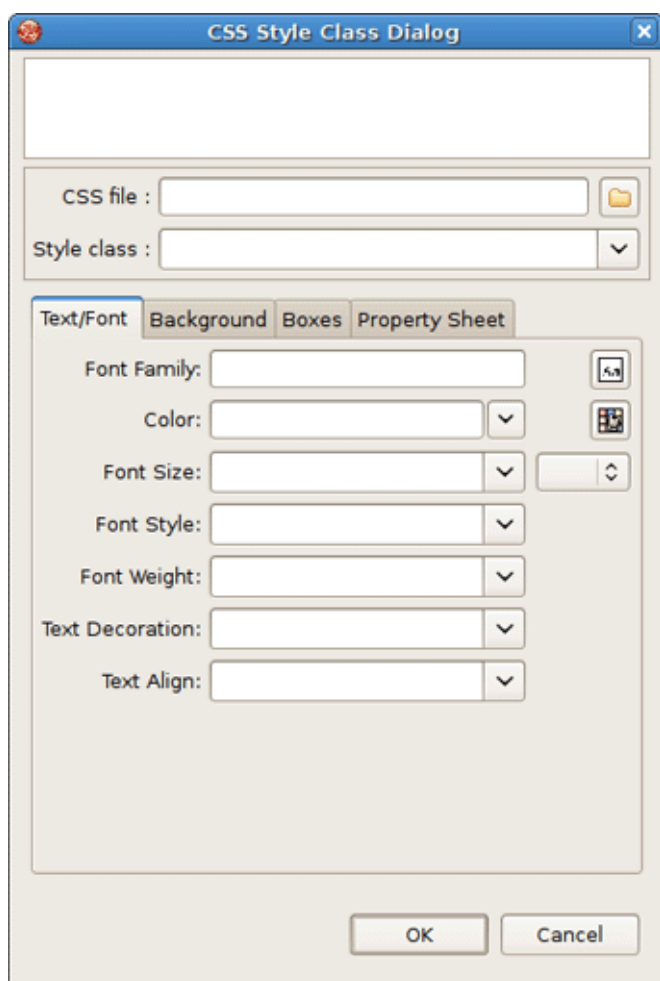 CSS Style Class Dialog
CSS file :
Style class :
Text/Font Background Boxes Property Sheet
Font Family:
Color:
Font Size:
Font Style:
Font Weight:
Text Decoration:
Text Align:
OK Cancel